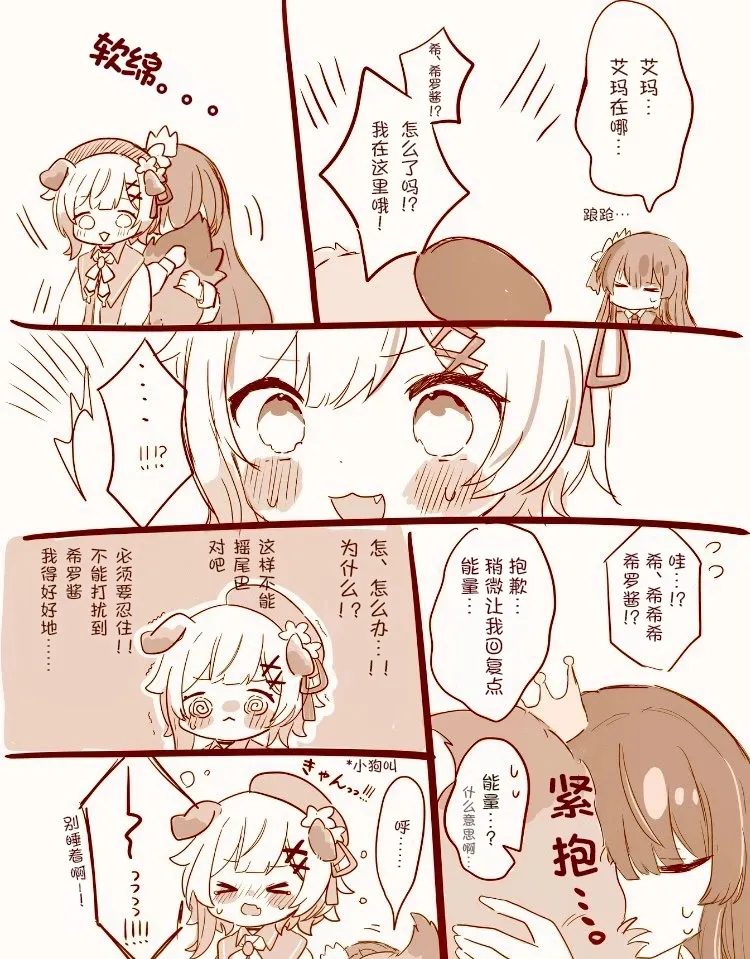 艾玛…
艾玛在哪…
踉跄…
希、希罗酱!?
怎么了吗!?
我在这里哦!
软绵。。。
・・・・
!!!?
哇…!?
希、希希希
希罗酱!?
抱歉…
稍微让我回复点
能量…
能量…?
什么意思啊…
紧抱…。
怎、怎么办…!!
为什么!?
这样不能
摇尾巴
对吧
必须要忍住!!
不能打扰到
希罗酱
我得好好地……
呼……
*小狗叫
きゃんっっ!!!
っっっ!!!!
别睡着啊—!